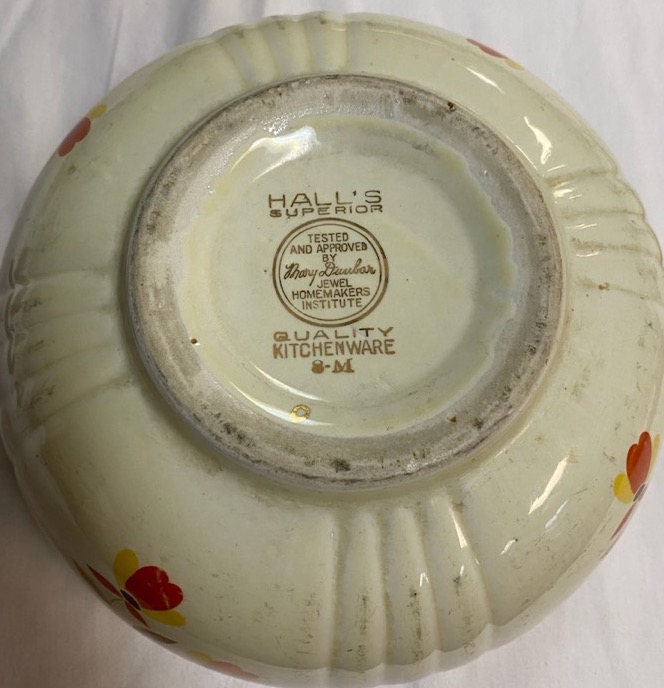 HALL'S
SUPERIOR
TESTED
AND APPROVED
BY
Mary Dunbar
JEWEL
HOMEMAKERS
INSTITUTE
QUALITY
KITCHENWARE
8-M